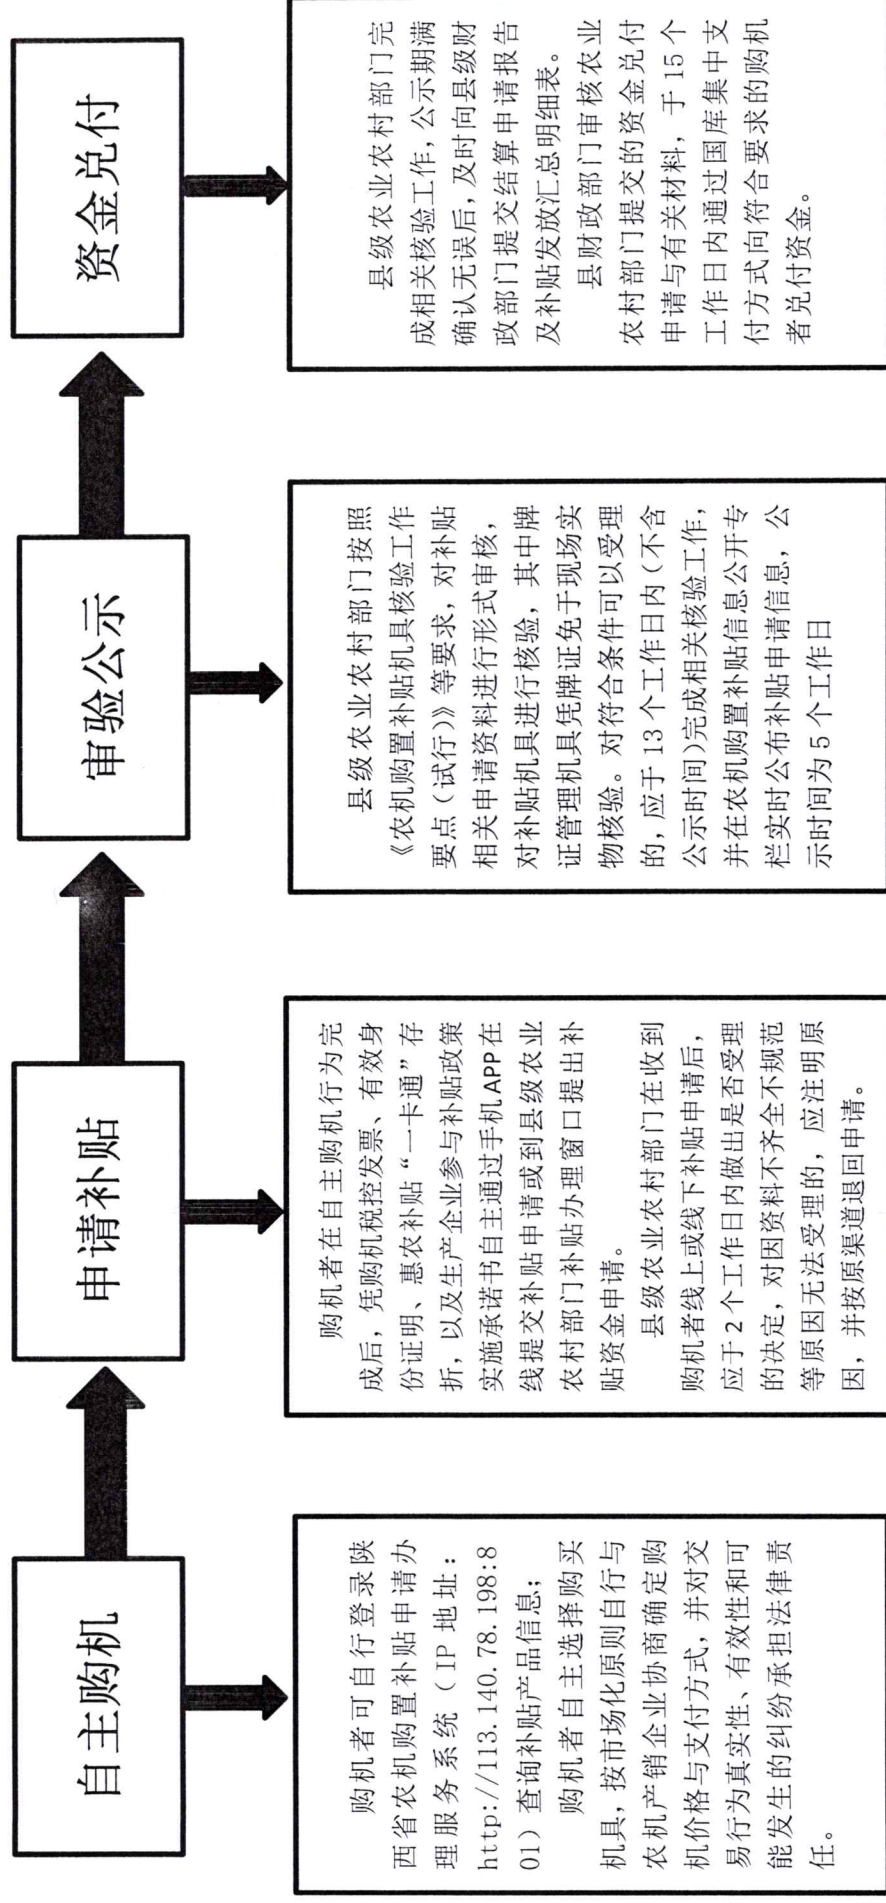 自主购机
购机者可自行登录陕
西省农机购置补贴申请办
理服务系统（IP 地址：
http://113.140.78.198:8
01）查询补贴产品信息；
购机者自主选择购买
机具，按市场化原则自行与
农机产销企业协商确定购
机价格与支付方式，并对交
易行为真实性、有效性和可
能发生的纠纷承担法律责
任。
申请补贴
购机者在自主购机行为完
成后，凭购机税控发票、有效身
份证明、惠农补贴“一卡通”存
折，以及生产企业参与补贴政策
实施承诺书自主通过手机APP在
线提交补贴申请或到县级农业
农村部门补贴办理窗口提出补
贴资金申请。
县级农业农村部门在收到
购机者线上或线下补贴申请后，
应于2个工作日内做出是否受理
的决定，对因资料不齐全不规范
等原因无法受理的，应注明原
因，并按原渠道退回申请。
审验公示
县级农业农村部门按照
《农机购置补贴机具核验工作
要点（试行）》等要求，对补贴
相关申请资料进行形式审核，
对补贴机具进行核验，其中牌
证管理机具凭牌证免于现场实
物核验。对符合条件可以受理
的，应于13个工作日内（不含
公示时间）完成相关核验工作，
并在农机购置补贴信息公开专
栏实时公布补贴申请信息，公
示时间为5个工作日
资金兑付
县级农业农村部门完
成相关核验工作，公示期满
确认无误后，及时向县级财
政部门提交结算申请报告
及补贴发放汇总明细表。
县财政部门审核农业
农村部门提交的资金兑付
申请与有关材料，于15个
工作日内通过国库集中支
付方式向符合要求的购机
者兑付资金。